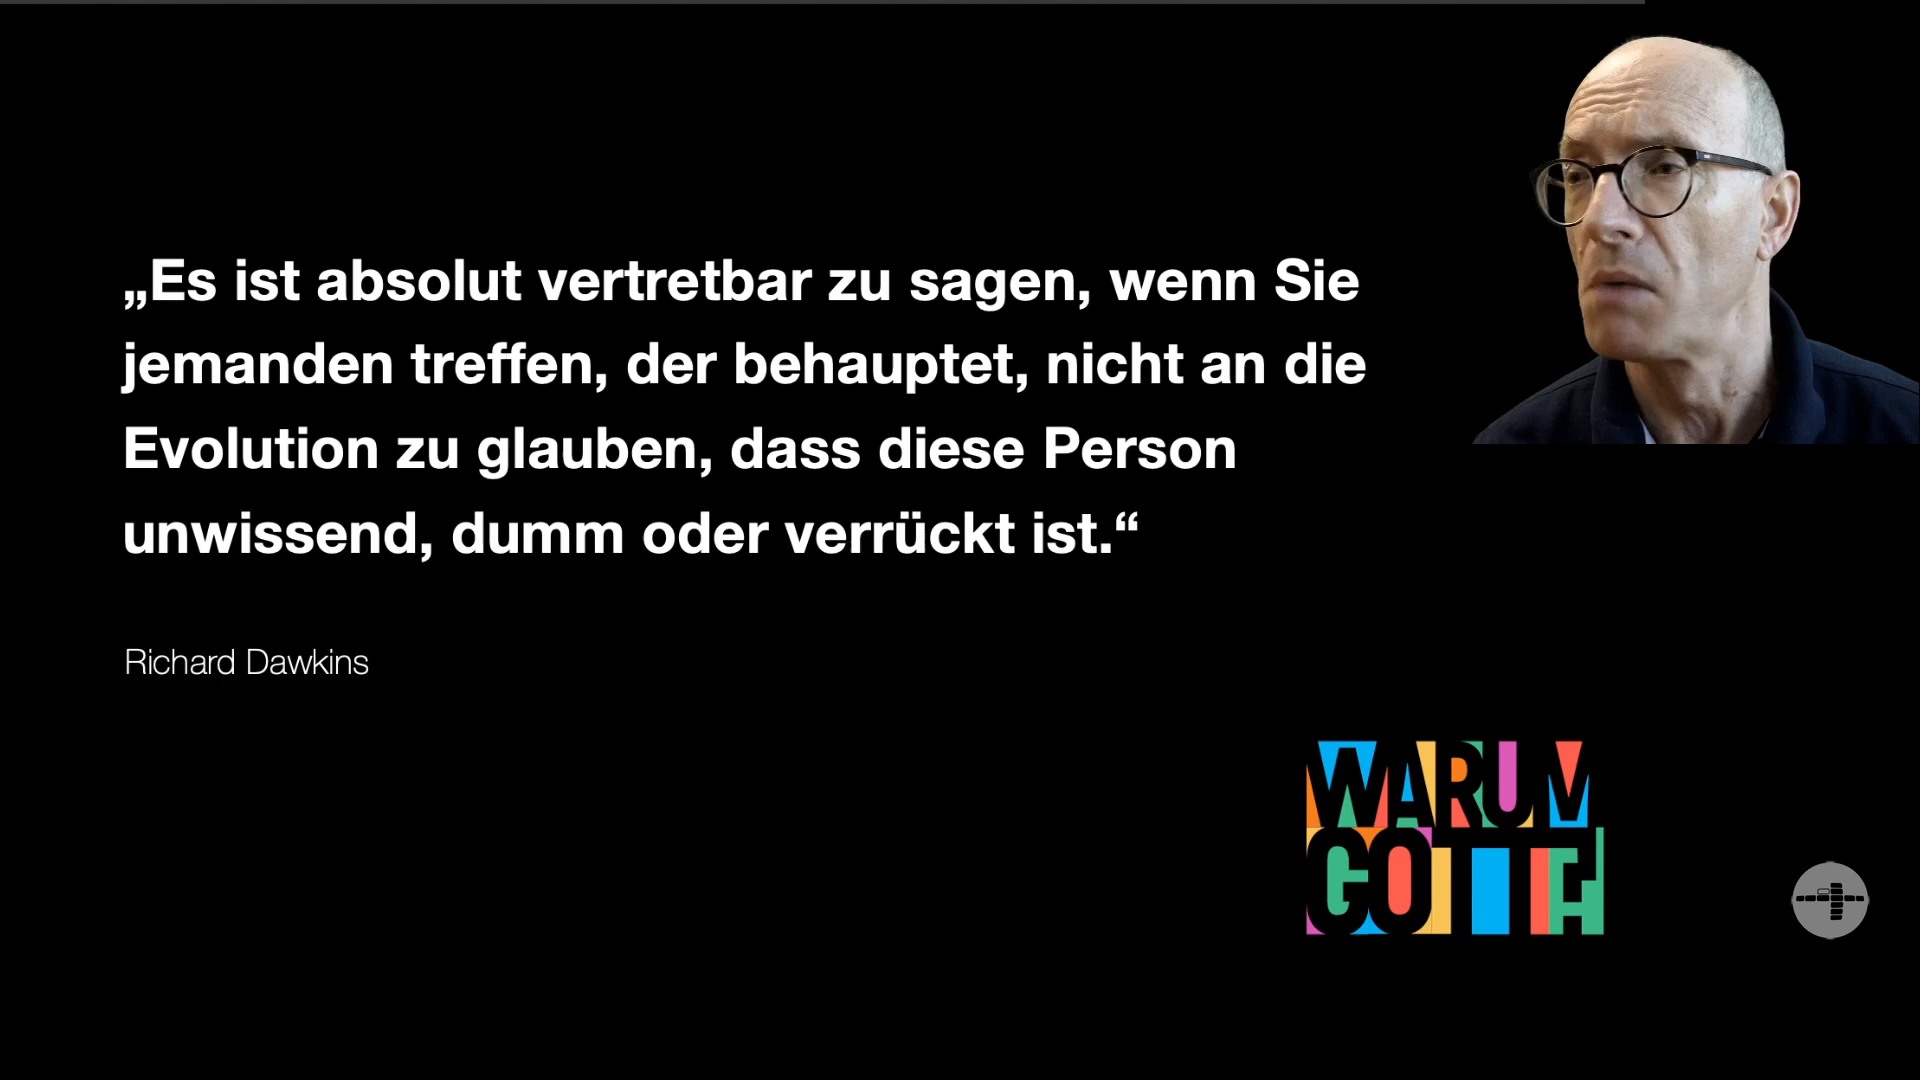 „Es ist absolut vertretbar zu sagen, wenn Sie
jemanden treffen, der behauptet, nicht an die
Evolution zu glauben, dass diese Person
unwissend, dumm oder verrückt ist.“
Richard Dawkins
WARUM
GOTT